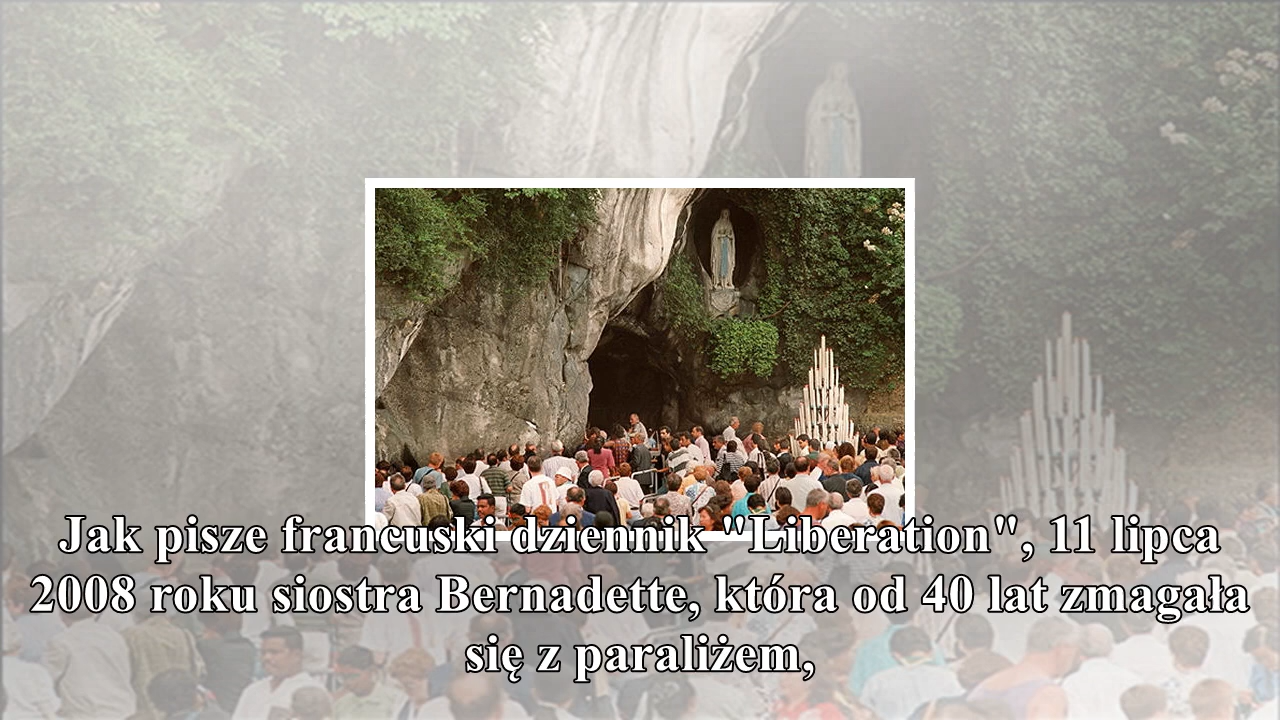 Jak pisze francuski dziennik "Liberation", 11 lipca
2008 roku siostra Bernadette, która od 40 lat zmagała
się z paraliżem,